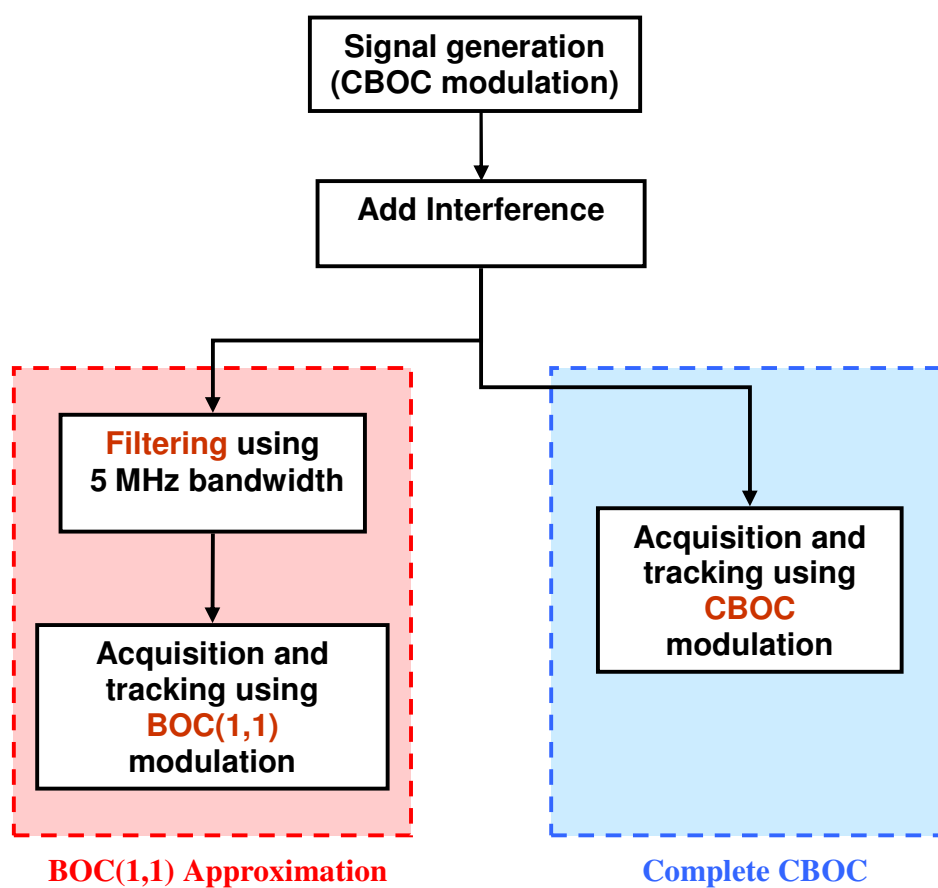 Signal generation
(CBOC modulation)
Add Interference
Filtering using
5 MHz bandwidth
Acquisition and
tracking using
BOC(1,1)
modulation
BOC(1,1) Approximation
Acquisition and
tracking using
CBOC
modulation
Complete CBOC